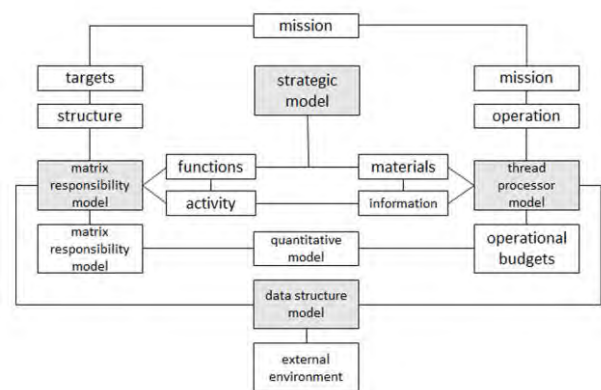 mission
targets
strategic
model
mission
structure
operation
matrix
responsibility
model
functions
materials
thread
processor
model
activity
information
matrix
responsibility
model
quantitative
model
operational
budgets
data structure
model
external
environment